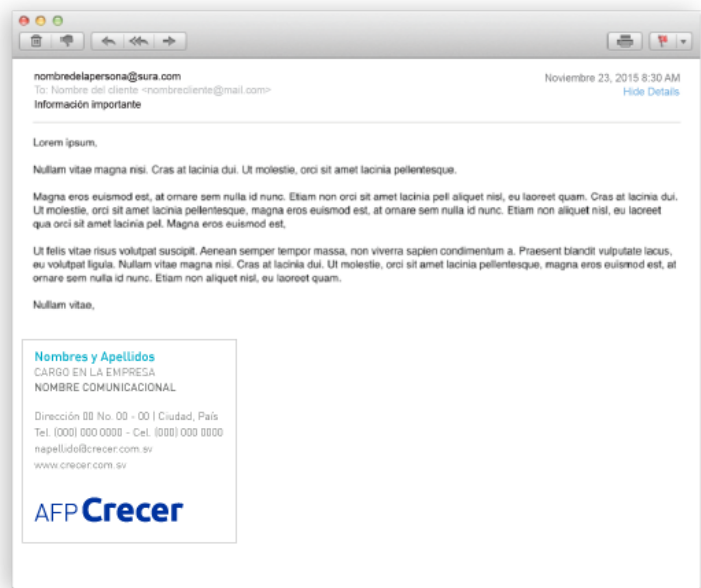 nombredelapersona@sura.com
Noviembre 23, 2015 8:30 AM
To: Nombre del cliente <nombrecliente@mail.com>
Hide Details
Información importante
Lorem ipsum,
Nullam vitae magna nisi. Cras at lacinia dui. Ut molestie, orci sit amet lacinia pellentesque.
Magna eros euismod est, at ornare sem nulla id nunc. Etiam non orci sit amet lacinia pell aliquet nisl, eu laoreet quam. Cras at lacinia dui.
Ut molestie, orci sit amet lacinia pellentesque, magna eros euismod est, at ornare sem nulla id nunc. Etiam non aliquet nisl, eu laoreet
qua orci sit amet lacinia pel. Magna eros euismod est,
Ut felis vitae risus volutpat suscipit. Aenean semper tempor massa, non viverra sapien condimentum a. Praesent blandit vulputate lacus,
eu volutpat ligula. Nullam vitae magna nisi. Cras at lacinia dui. Ut molestie, orci sit amet lacinia pellentesque, magna eros euismod est, at
ornare sem nulla id nunc. Etiam non aliquet nisl, eu laoreet quam.
Nullam vitae,
Nombres y Apellidos
CARGO EN LA EMPRESA
NOMBRE COMUNICACIONAL
Dirección 00 No. 00 - 00 | Ciudad, País
Tel. (000) 000 0000 - Cel. (000) 000 0000
napellido@crecer.com.sv
www.crecer.com.sv
AFP Crecer